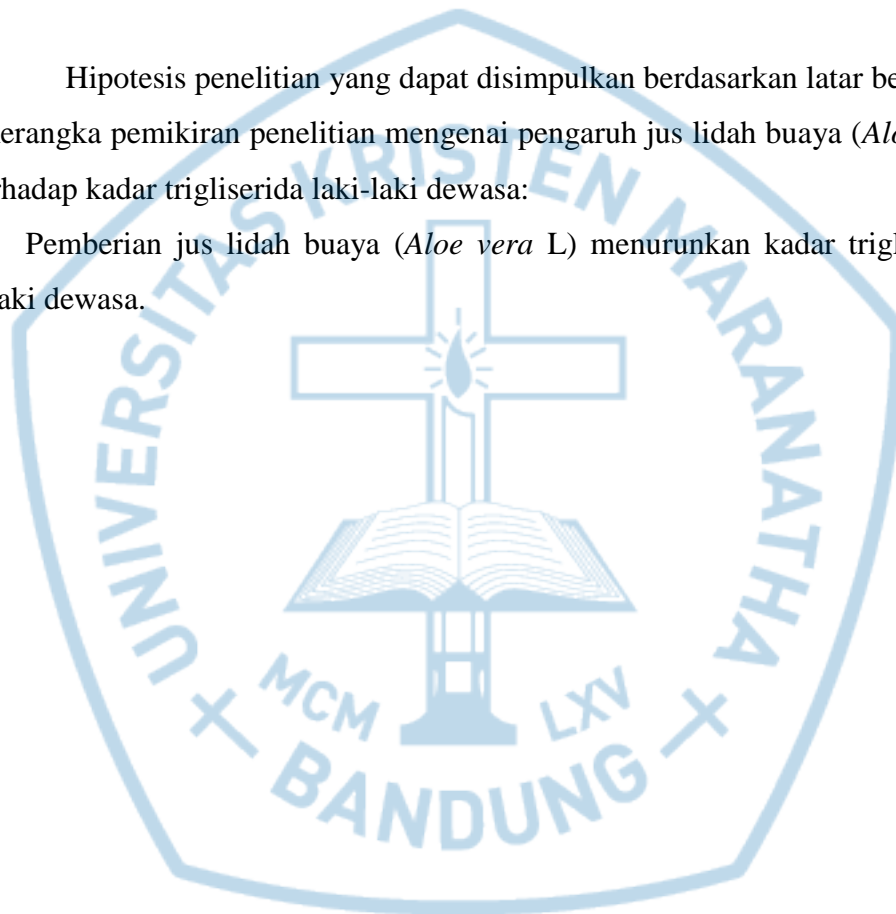 Hipotesis penelitian yang dapat disimpulkan berdasarkan latar be
erangka pemikiran penelitian mengenai pengaruh jus lidah buaya (Alo
rhadap kadar trigliserida laki-laki dewasa:
Pemberian jus lidah buaya (Aloe vera L) menurunkan kadar trigl
aki dewasa.
UNIVERSITAS KRISTEN MARANATHA
MCM LXV
BANDUNG